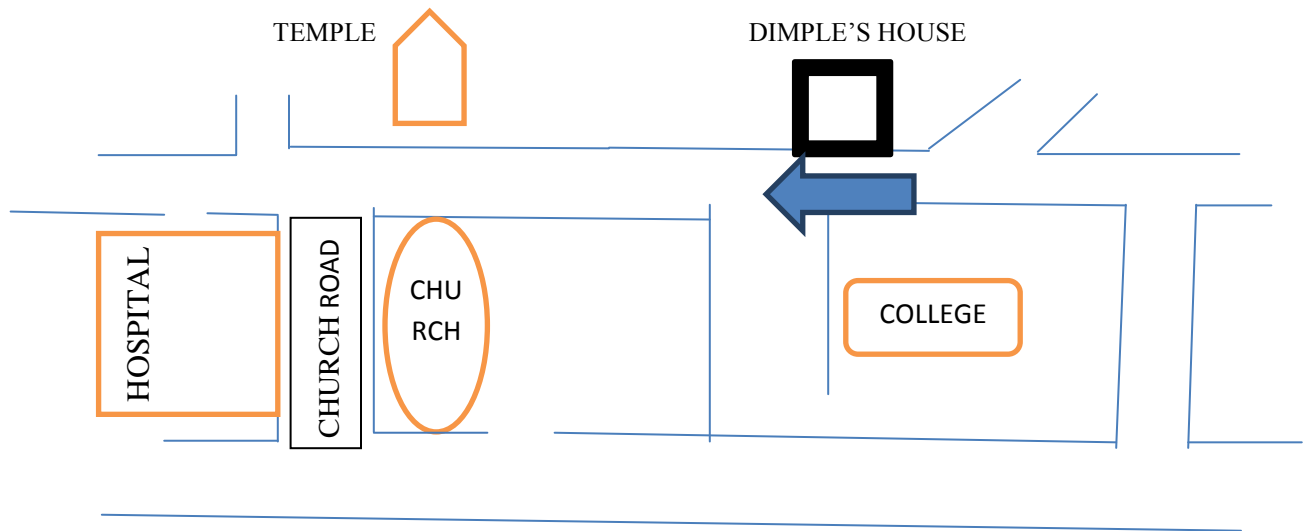 TEMPLE
DIMPLE'S HOUSE
HOSPITAL
CHURCH ROAD
CHU
RCH
COLLEGE